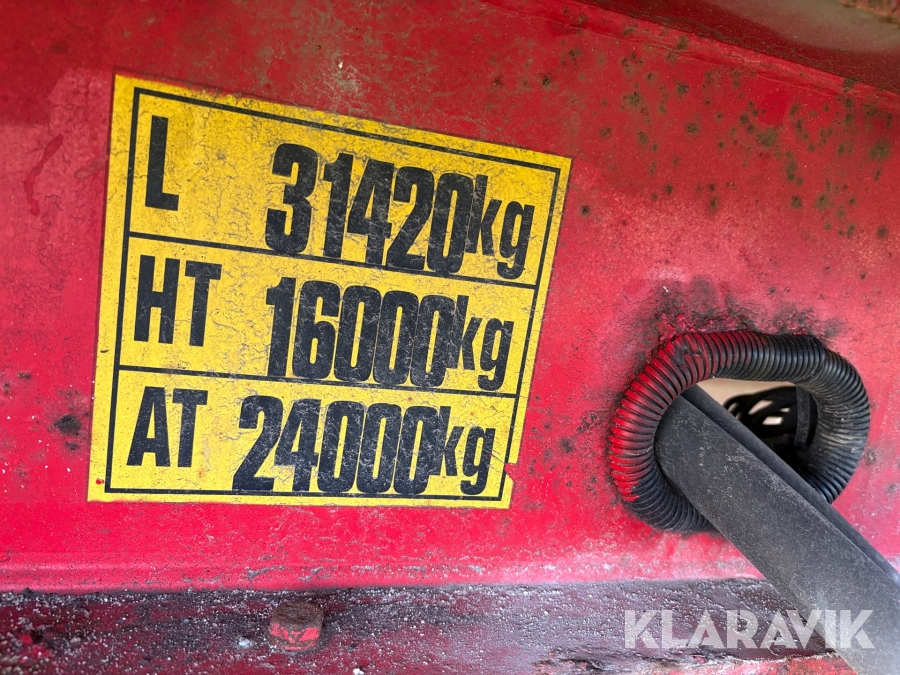 L 31420kg
HT 16000kg
AT 24000kg
KLARAVIK